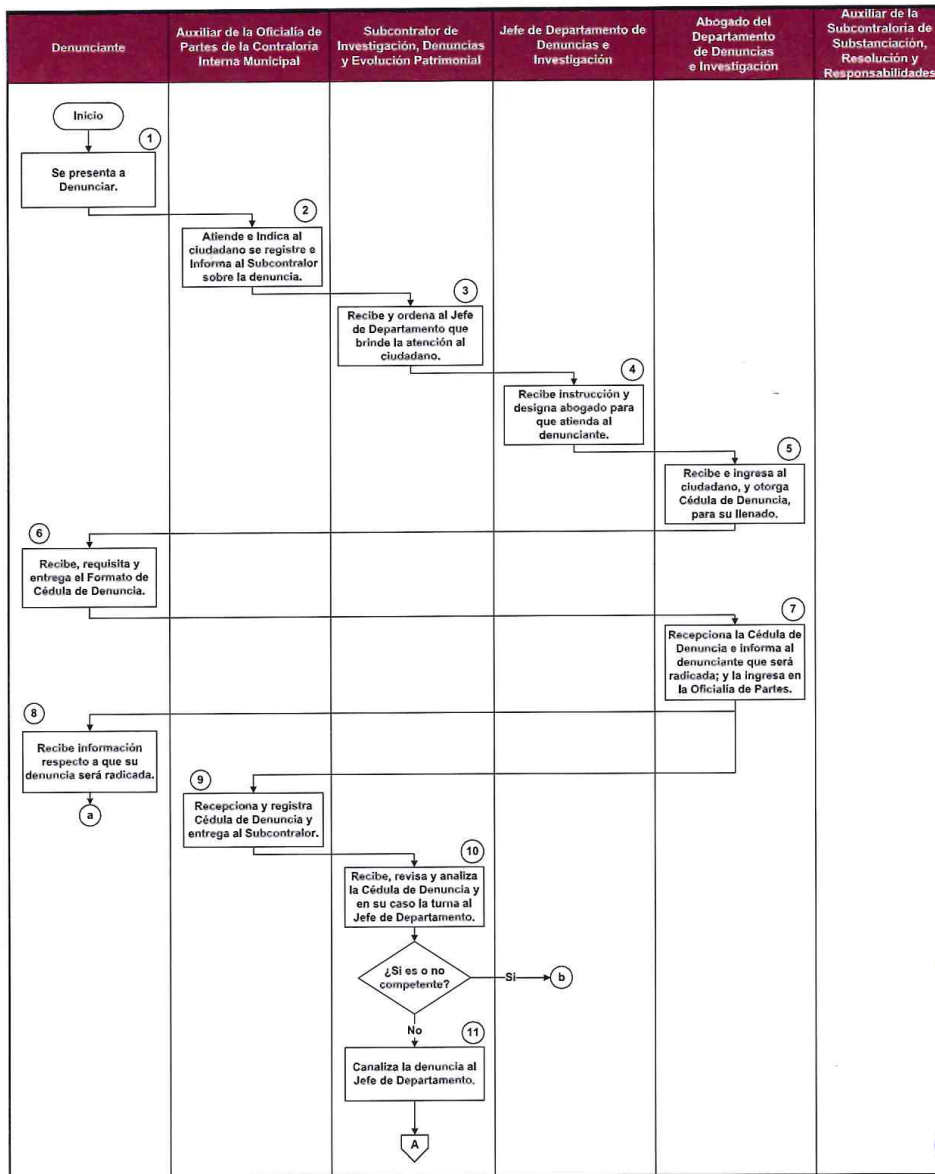 Denunciante
Auxiliar de la Oficialía de
Partes de la Contraloría
Interna Municipal
Subcontralor de
Investigación, Denuncias
y Evolución Patrimonial
Jefe de Departamento de
Denuncias e
Investigación
Abogado del
Departamento
de Denuncias
e Investigación
Auxiliar de la
Subcontraloría de
Substanciación,
Resolución y
Responsabilidades
Inicio
1
Se presenta a
Denunciar.
2
Atiende e Indica al
ciudadano se registre e
Informa al Subcontralor
sobre la denuncia.
3
Recibe y ordena al Jefe
de Departamento que
brinde la atención al
ciudadano.
4
Recibe instrucción y
designa abogado para
que atienda al
denunciante.
5
Recibe e ingresa al
ciudadano, y otorga
Cédula de Denuncia,
para su llenado.
6
Recibe, requisita y
entrega el Formato de
Cédula de Denuncia.
7
Recepciona la Cédula de
Denuncia e informa al
denunciante que será
radicada; y la ingresa en
la Oficialía de Partes.
8
Recibe información
respecto a que su
denuncia será radicada.
a
9
Recepciona y registra
Cédula de Denuncia y
entrega al Subcontralor.
10
Recibe, revisa y analiza
la Cédula de Denuncia y
en su caso la turna al
Jefe de Departamento.
¿Si es o no
competente?
Si
b
No
11
Canaliza la denuncia al
Jefe de Departamento.
A